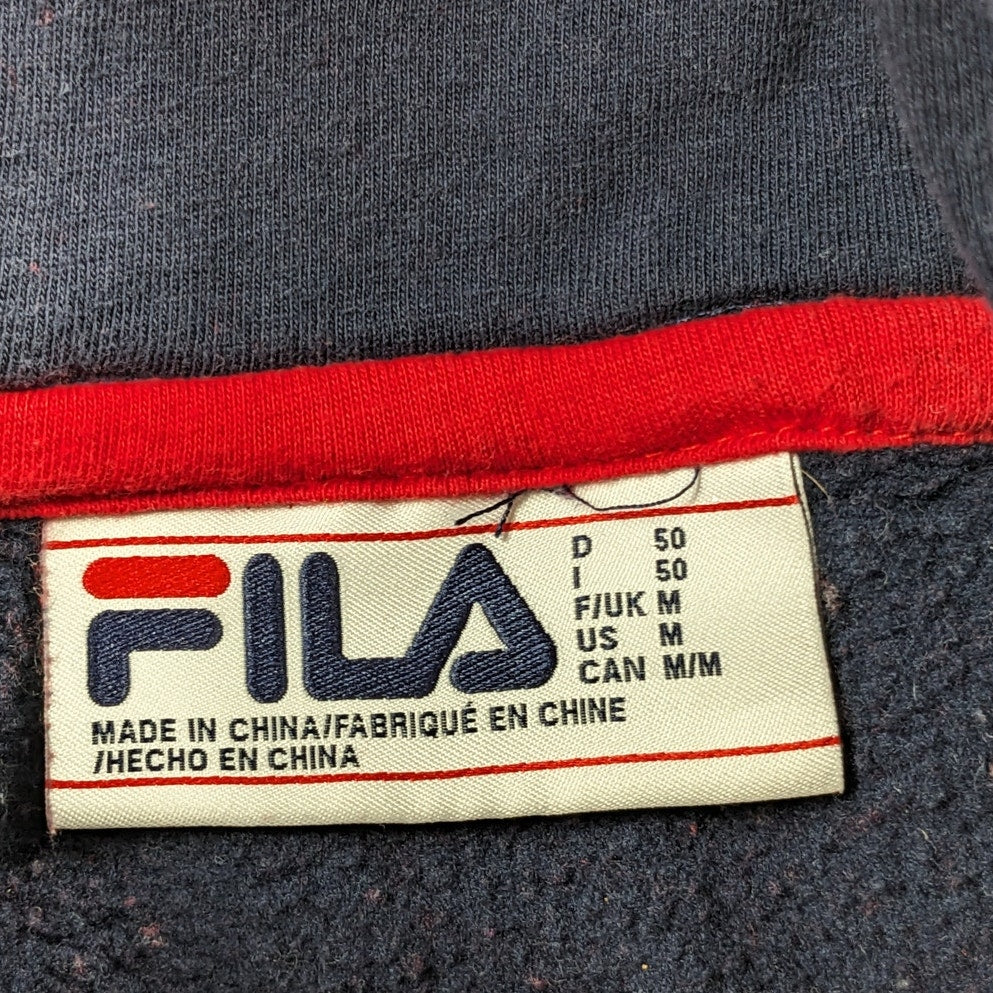 FILA
D 50
I 50
F/UK M
US M
CAN M/M
MADE IN CHINA/FABRIQUÉ EN CHINE
/HECHO EN CHINA